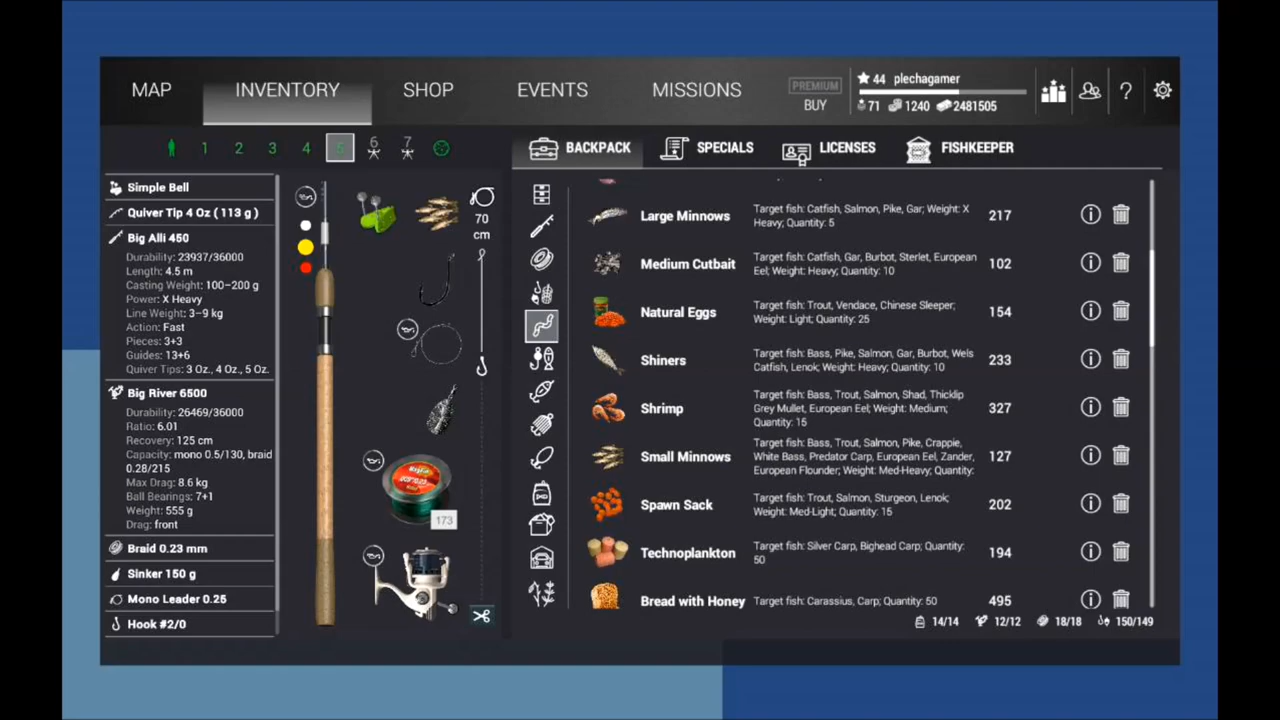 MAP INVENTORY SHOP EVENTS MISSIONS PREMIUM BUY
44 plechagamer
71 1240 2481505
1 2 3 4 5 6 7
BACKPACK SPECIALS LICENSES FISHKEEPER
Simple Bell
Quiver Tip 4 Oz ( 113 g )
Big Alli 450
Durability: 23937/36000
Length: 4.5 m
Casting Weight: 100–200 g
Power: X Heavy
Line Weight: 3–9 kg
Action: Fast
Pieces: 3+3
Guides: 13+6
Quiver Tips: 3 Oz., 4 Oz., 5 Oz.
Big River 6500
Durability: 26469/36000
Ratio: 6.01
Recovery: 125 cm
Capacity: mono 0.5/130, braid
0.28/215
Max Drag: 8.6 kg
Ball Bearings: 7+1
Weight: 555 g
Drag: front
Braid 0.23 mm
Sinker 150 g
Mono Leader 0.25
Hook #2/0
70
cm
173
Large Minnows
Target fish: Catfish, Salmon, Pike, Gar; Weight: X
Heavy; Quantity: 5
217
Medium Cutbait
Target fish: Catfish, Gar, Burbot, Sterlet, European
Eel; Weight: Heavy; Quantity: 10
102
Natural Eggs
Target fish: Trout, Vendace, Chinese Sleeper;
Weight: Light; Quantity: 25
154
Shiners
Target fish: Bass, Pike, Salmon, Gar, Burbot, Wels
Catfish, Lenok; Weight: Heavy; Quantity: 10
233
Shrimp
Target fish: Bass, Trout, Salmon, Shad, Thicklip
Grey Mullet, European Eel; Weight: Medium;
Quantity: 15
327
Small Minnows
Target fish: Bass, Trout, Salmon, Pike, Crappie,
White Bass, Predator Carp, European Eel, Zander,
European Flounder; Weight: Med-Heavy; Quantity:
127
Spawn Sack
Target fish: Trout, Salmon, Sturgeon, Lenok;
Weight: Med-Light; Quantity: 15
202
Technoplankton
Target fish: Silver Carp, Bighead Carp; Quantity:
50
194
Bread with Honey
Target fish: Carassius, Carp; Quantity: 50
495
14/14 12/12 18/18 150/149